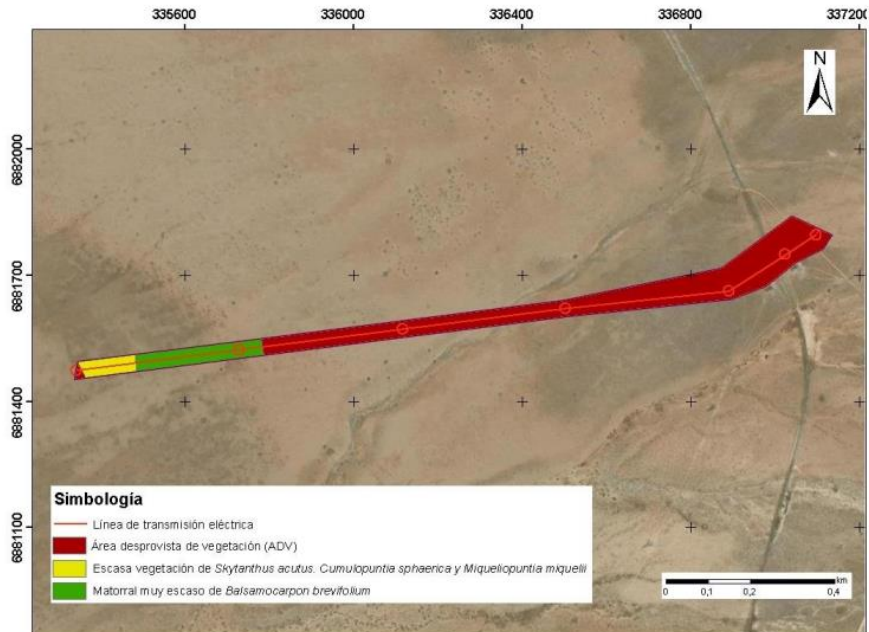 335600 336000 336400 336800 337200
N
6882000
6881700
6881400
6881100
Simbología
Línea de transmisión eléctrica
Área desprovista de vegetación (ADV)
Escasa vegetación de Skytanthus acutus. Cumulopuntia sphaerica y Miqueliopuntia miquelii
Matorral muy escaso de Balsamocarpon brevifolium
km
0 0,1 0,2 0,4